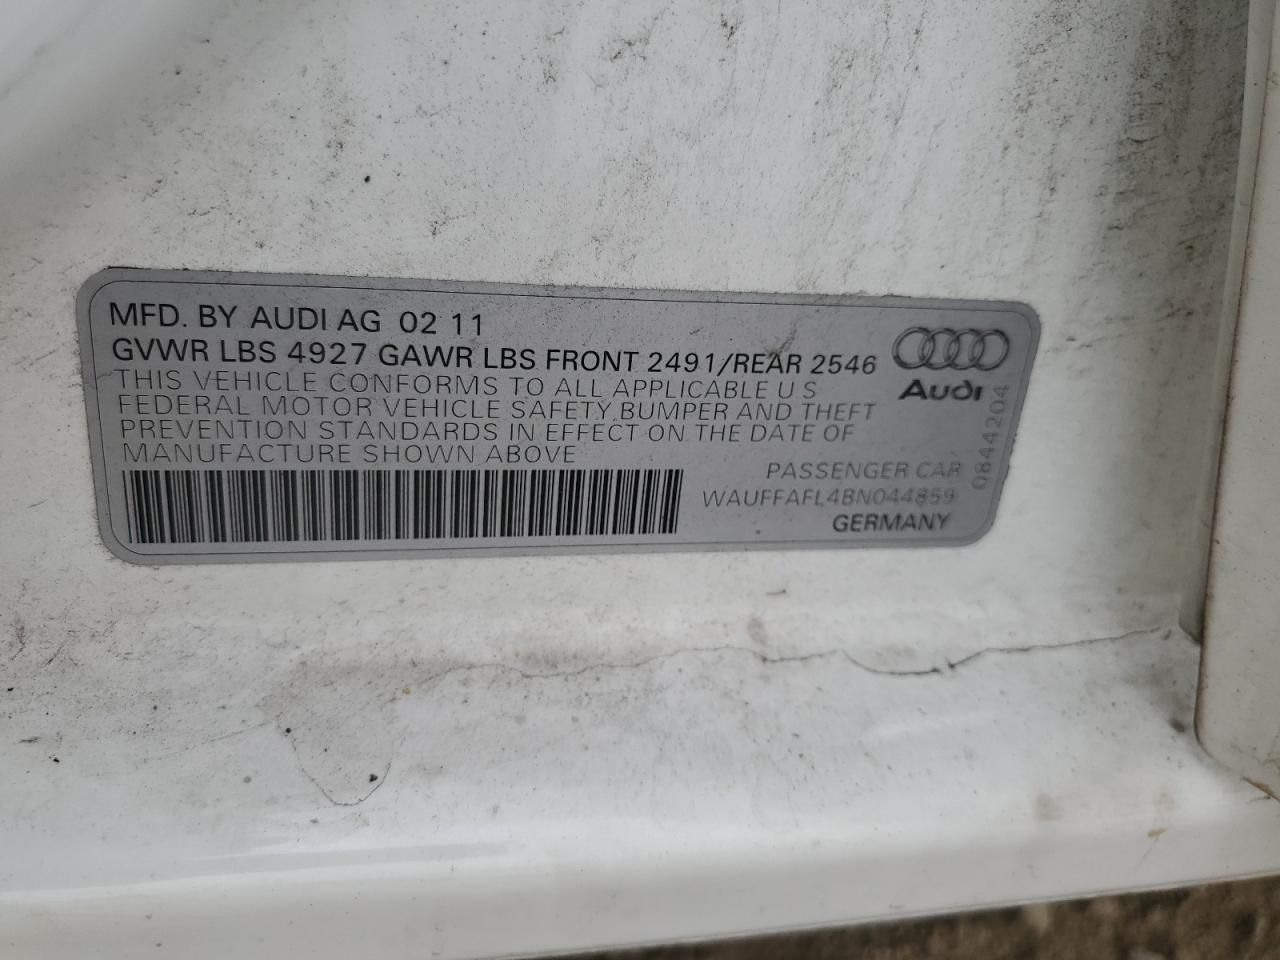 MFD. BY AUDI AG 02 11
GVWR LBS 4927 GAWR LBS FRONT 2491/REAR 2546
THIS VEHICLE CONFORMS TO ALL APPLICABLE U S
FEDERAL MOTOR VEHICLE SAFETY, BUMPER AND THEFT
PREVENTION STANDARDS IN EFFECT ON THE DATE OF
MANUFACTURE SHOWN ABOVE
Audi
PASSENGER CAR
WAUFFAFL4BN044859
GERMANY
0844204